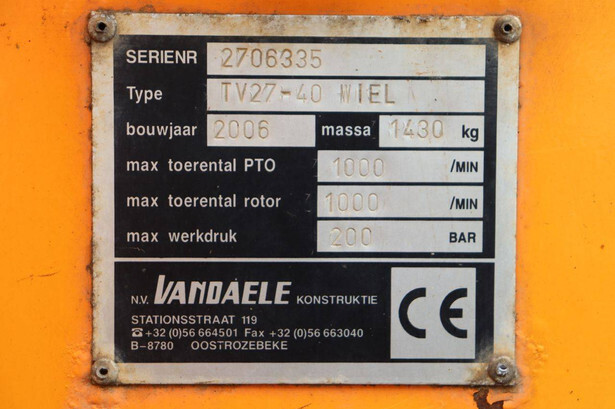 SERIENR 2706335
Type TV27-40 WIEL
bouwjaar 2006 massa 1430 kg
max toerental PTO 1000 /MIN
max toerental rotor 1000 /MIN
max werkdruk 200 BAR
N.V. VANDAELE KONSTRUKTIE CE
STATIONSSTRAAT 119
☎+32 (0)56 664501 Fax +32 (0)56 663040
B-8780 OOSTROZEBEKE